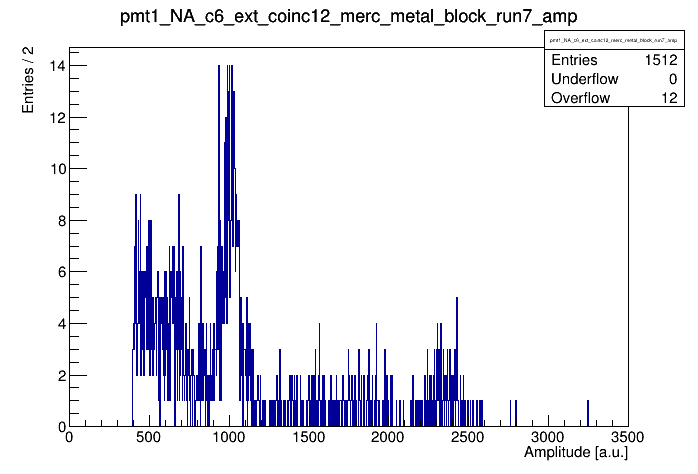 pmt1_NA_c6_ext_coinc12_merc_metal_block_run7_amp
pmt1_NA_c6_ext_coinc12_merc_metal_block_run7_amp
Entries 1512
Underflow 0
Overflow 12
Entries / 2
14
12
10
8
6
4
2
0
0 500 1000 1500 2000 2500 3000 3500
Amplitude [a.u.]